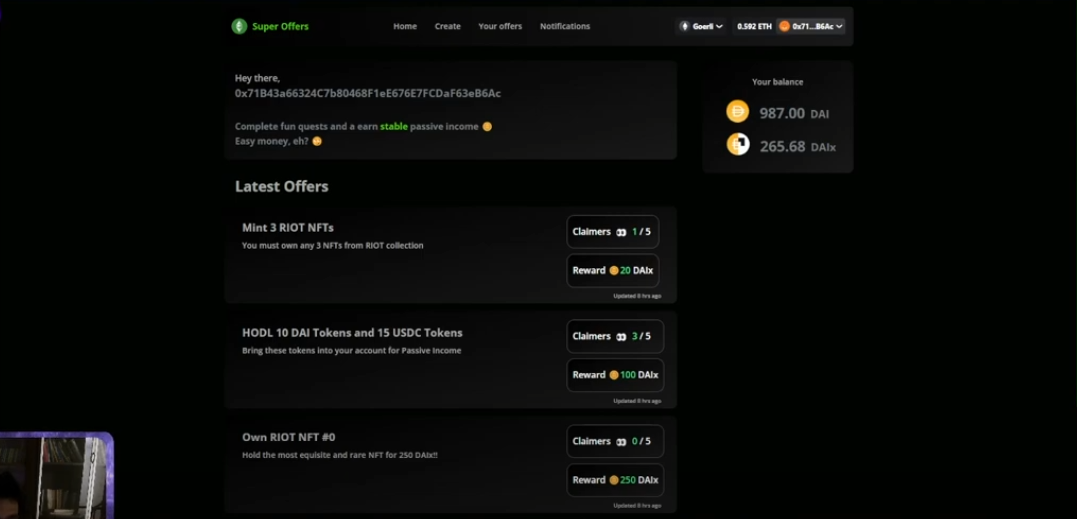 Super Offers
Home Create Your offers Notifications
Goerli 0.592 ETH 0x71...B6Ac
Hey there,
0x71B43a66324C7b80468F1eE676E7FCDaF63eB6Ac
Complete fun quests and a earn stable passive income
Easy money, eh?
Your balance
987.00 DAI
265.68 DAIx
Latest Offers
Mint 3 RIOT NFTs
You must own any 3 NFTs from RIOT collection
Claimers 1 / 5
Reward 20 DAIx
Updated 8 hrs ago
HODL 10 DAI Tokens and 15 USDC Tokens
Bring these tokens into your account for Passive Income
Claimers 3 / 5
Reward 100 DAIx
Updated 8 hrs ago
Own RIOT NFT #0
Hold the most equisite and rare NFT for 250 DAIx!!
Claimers 0 / 5
Reward 250 DAIx
Updated 8 hrs ago